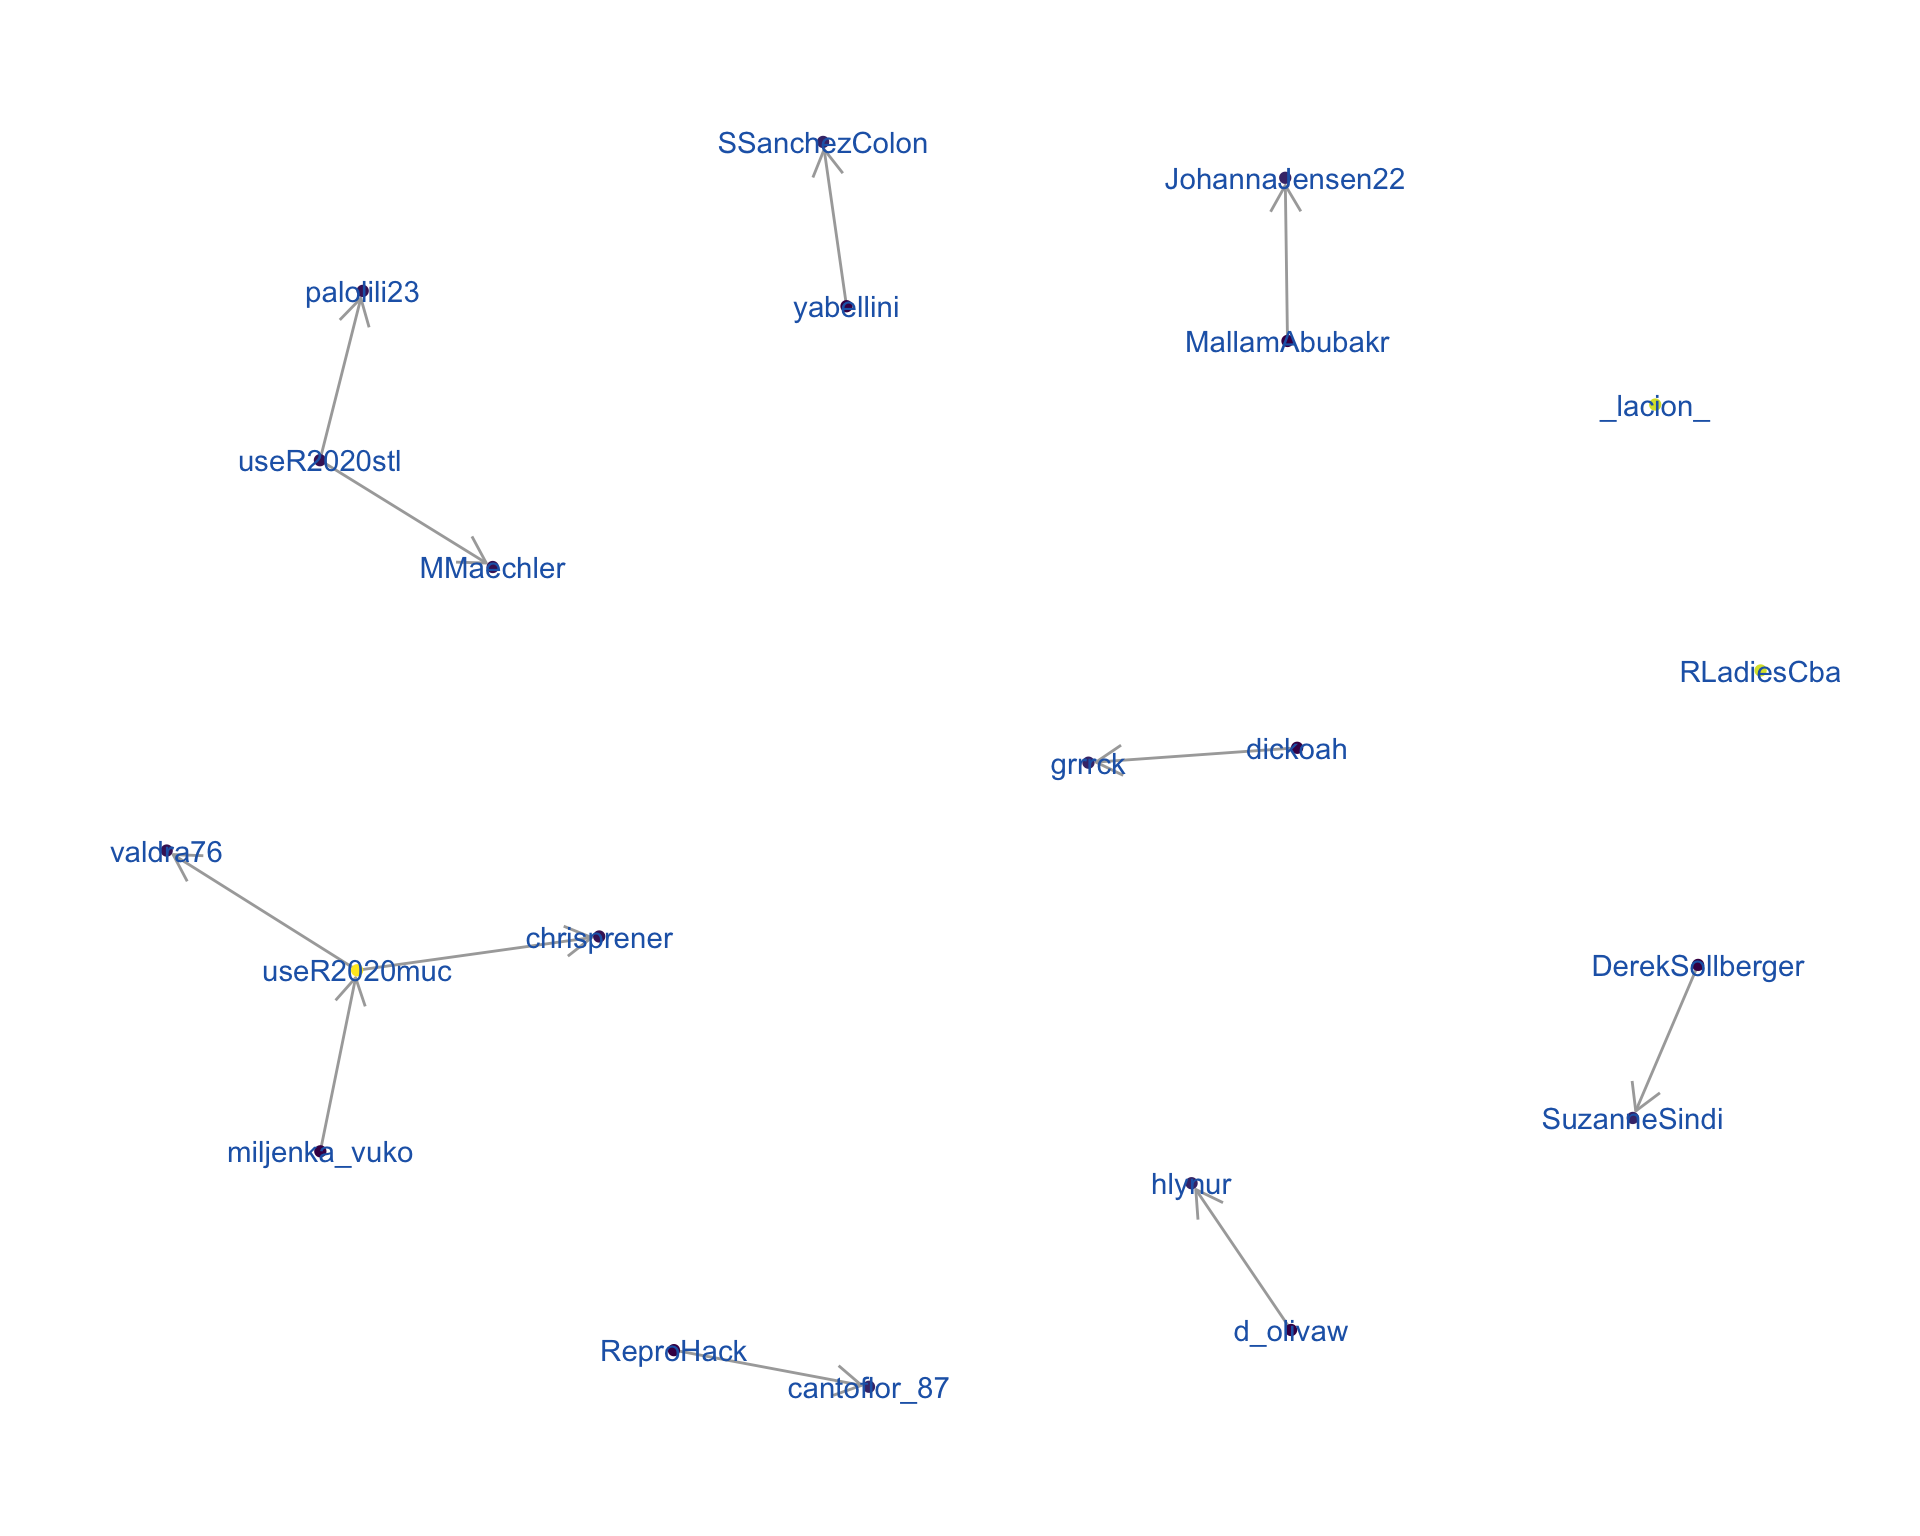 SSanchezColon
JohannaJensen22
palolili23
yabellini
MallamAbubakr
_lacion_
useR2020stl
MMaechler
RLadiesCba
dickoah
grrrck
valdra76
chrisprener
DerekSollberger
useR2020muc
SuzanneSindi
miljenka_vuko
hlynur
d_olivaw
ReproHack
cantoflor_87